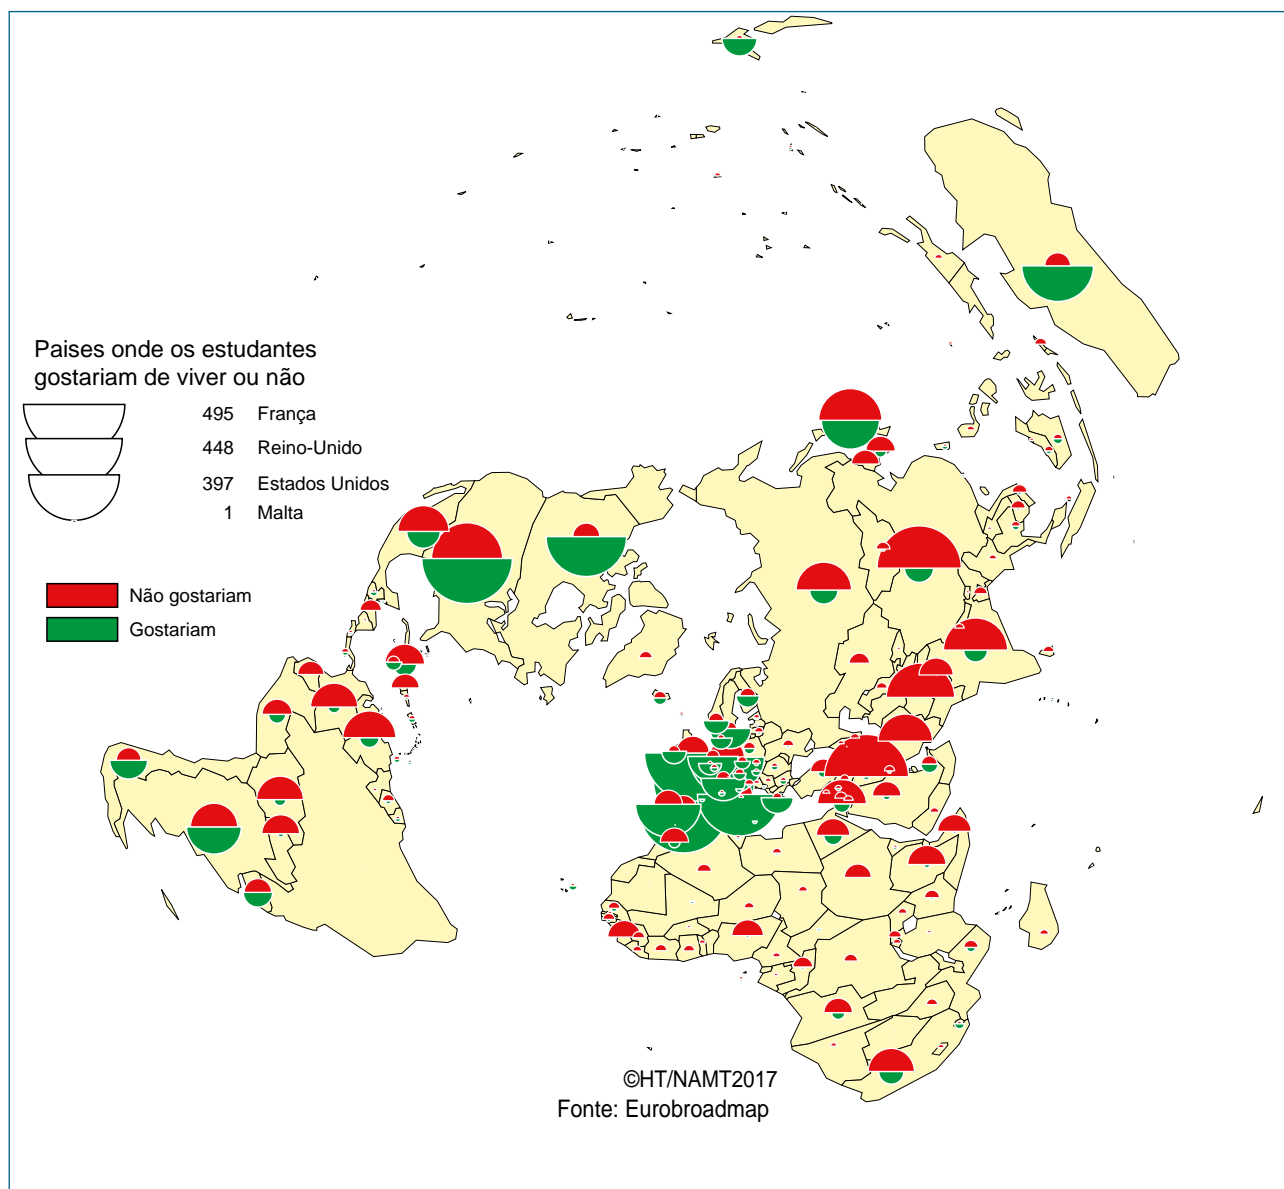 Paises onde os estudantes
gostariam de viver ou não
495 França
448 Reino-Unido
397 Estados Unidos
1 Malta
Não gostariam
Gostariam
©HT/NAMT2017
Fonte: Eurobroadmap